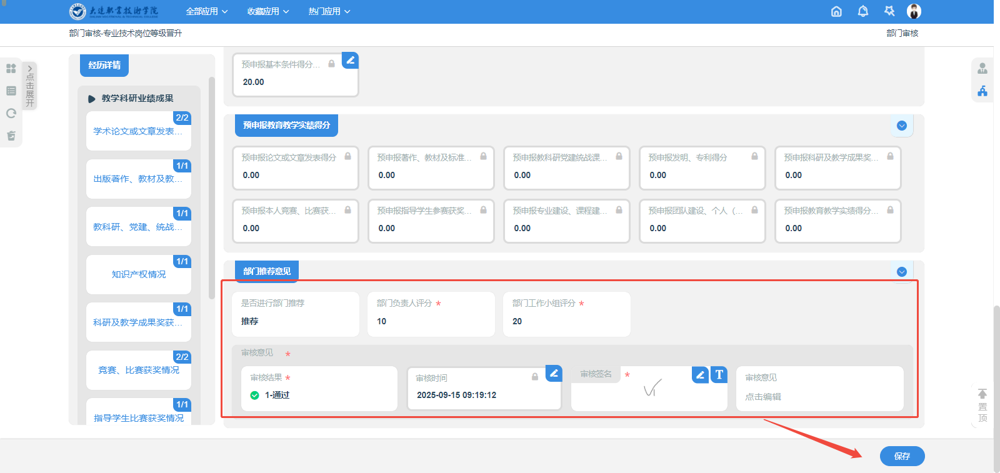 大连职业技术学院
全部应用
收藏应用
热门应用
部门审核-专业技术岗位等级晋升
部门审核
点击展开
经历详情
教学科研业绩成果
2/2
学术论文或文章发表...
1/1
出版著作、教材及教...
1/1
教科研、党建、统战...
1/1
知识产权情况
1/1
科研及教学成果奖获...
2/2
竞赛、比赛获奖情况
1/1
指导学生比赛获奖情况
预申报基本条件得分...
20.00
预申报教育教学实绩得分
预申报论文或文章发表得分
预申报著作、教材及标准...
预申报教科研党建统战课...
预申报发明、专利得分
预申报科研及教学成果奖...
0.00
0.00
0.00
0.00
0.00
预申报本人竞赛、比赛获...
预申报指导学生参赛获奖...
预申报专业建设、课程建...
预申报团队建设、个人（...
预申报教育教学实绩得分...
0.00
0.00
0.00
0.00
0.00
部门推荐意见
是否进行部门推荐
部门负责人评分 *
部门工作小组评分 *
推荐
10
20
审核意见 *
审核结果 *
审核时间
审核签名 *
T
审核意见
1-通过
2025-09-15 09:19:12
点击编辑
置顶
保存